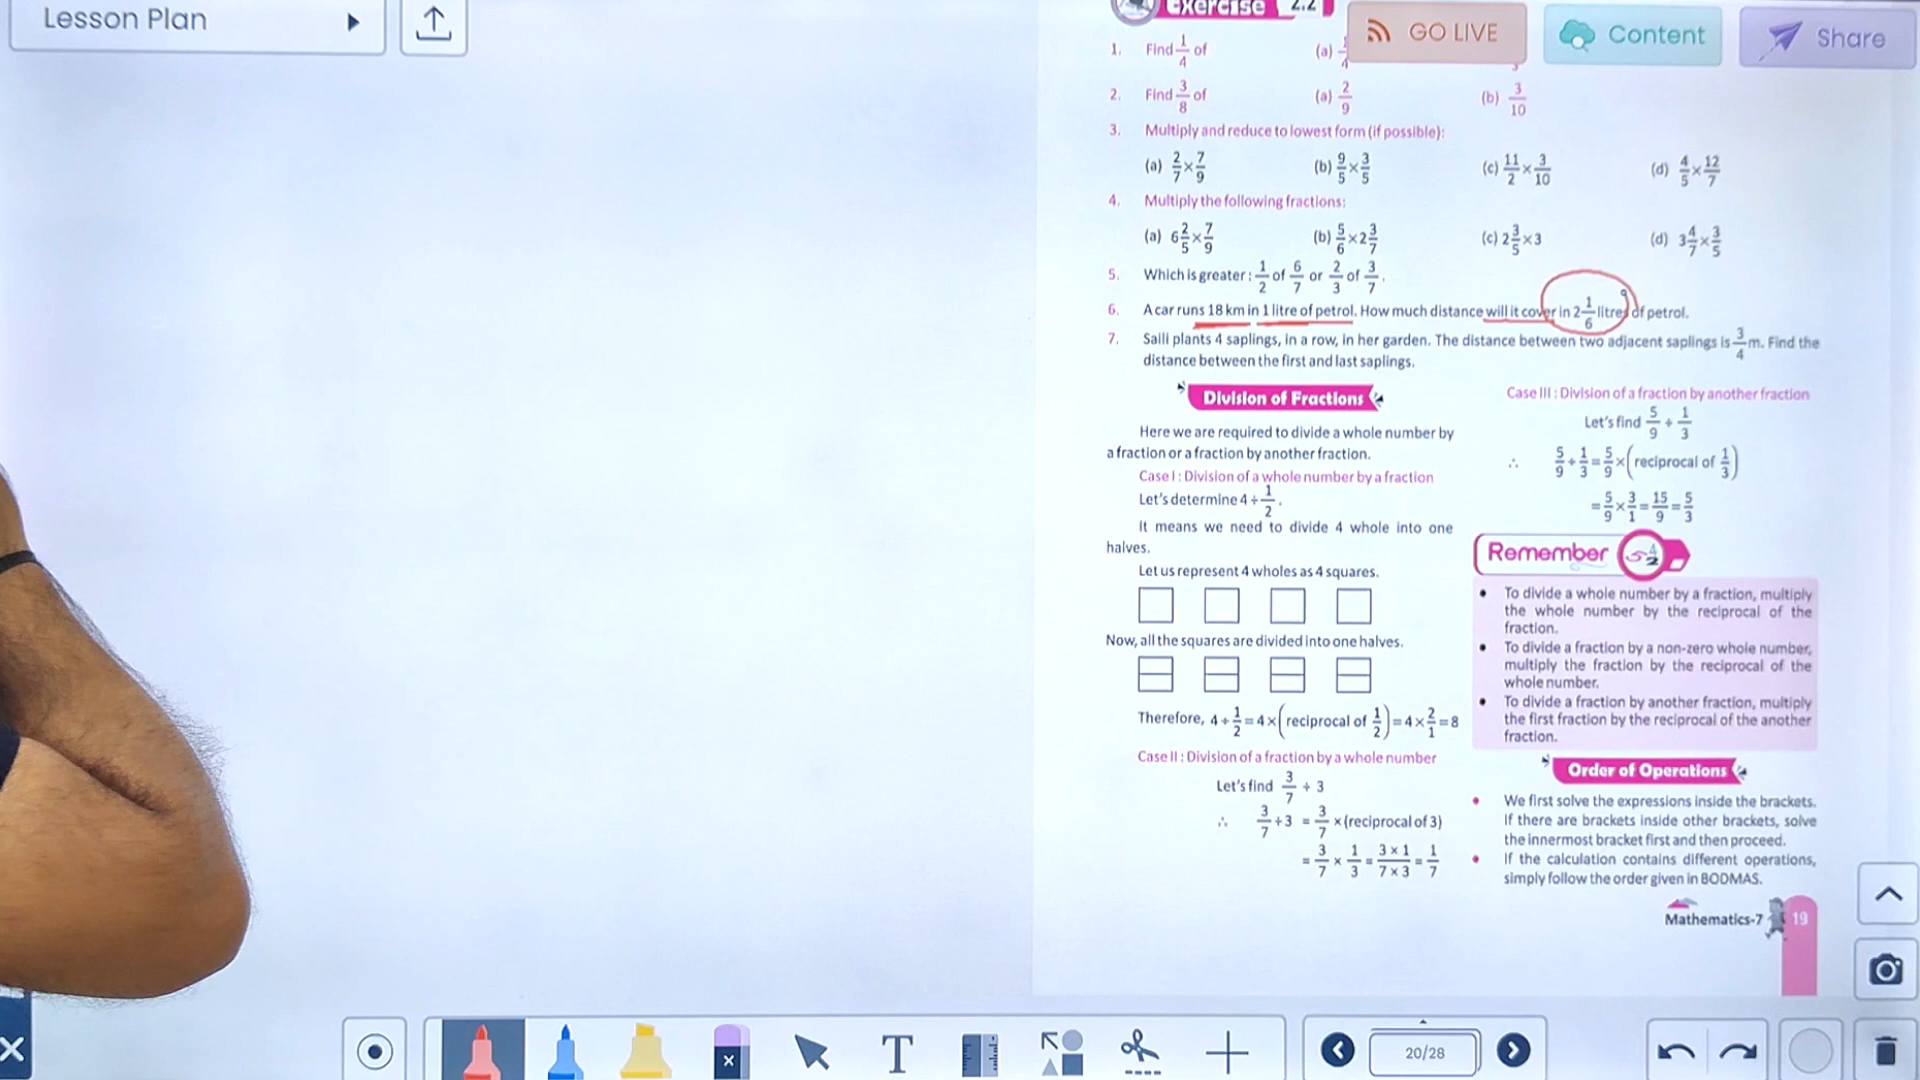 Lesson Plan
GO LIVE
Content
Share
Exercise 2.2
1. Find 1/4 of (a)
2. Find 3/8 of (a) 2/9 (b) 3/10
3. Multiply and reduce to lowest form (if possible):
(a) 2/7 × 7/9 (b) 9/5 × 3/5 (c) 11/2 × 3/10 (d) 4/5 × 12/7
4. Multiply the following fractions:
(a) 6 2/5 × 7/9 (b) 5/6 × 2 3/7 (c) 2 3/5 × 3 (d) 3 4/7 × 3/5
5. Which is greater: 1/2 of 6/7 or 2/3 of 3/7.
6. A car runs 18 km in 1 litre of petrol. How much distance will it cover in 2 1/6 litres of petrol.
7. Saili plants 4 saplings, in a row, in her garden. The distance between two adjacent saplings is 3/4 m. Find the
distance between the first and last saplings.
Division of Fractions
Here we are required to divide a whole number by
a fraction or a fraction by another fraction.
Case I : Division of a whole number by a fraction
Let's determine 4 ÷ 1/2.
It means we need to divide 4 whole into one
halves.
Let us represent 4 wholes as 4 squares.
Now, all the squares are divided into one halves.
Therefore, 4 ÷ 1/2 = 4 × (reciprocal of 1/2) = 4 × 2/1 = 8
Case II : Division of a fraction by a whole number
Let's find 3/7 ÷ 3
∴ 3/7 ÷ 3 = 3/7 × (reciprocal of 3)
= 3/7 × 1/3 = 3 × 1/7 × 3 = 1/7
Case III : Division of a fraction by another fraction
Let's find 5/9 ÷ 1/3
∴ 5/9 ÷ 1/3 = 5/9 × (reciprocal of 1/3)
= 5/9 × 3/1 = 15/9 = 5/3
Remember
• To divide a whole number by a fraction, multiply
the whole number by the reciprocal of the
fraction.
• To divide a fraction by a non-zero whole number,
multiply the fraction by the reciprocal of the
whole number.
• To divide a fraction by another fraction, multiply
the first fraction by the reciprocal of the another
fraction.
Order of Operations
• We first solve the expressions inside the brackets.
If there are brackets inside other brackets, solve
the innermost bracket first and then proceed.
• If the calculation contains different operations,
simply follow the order given in BODMAS.
Mathematics-7 19
T
20/28